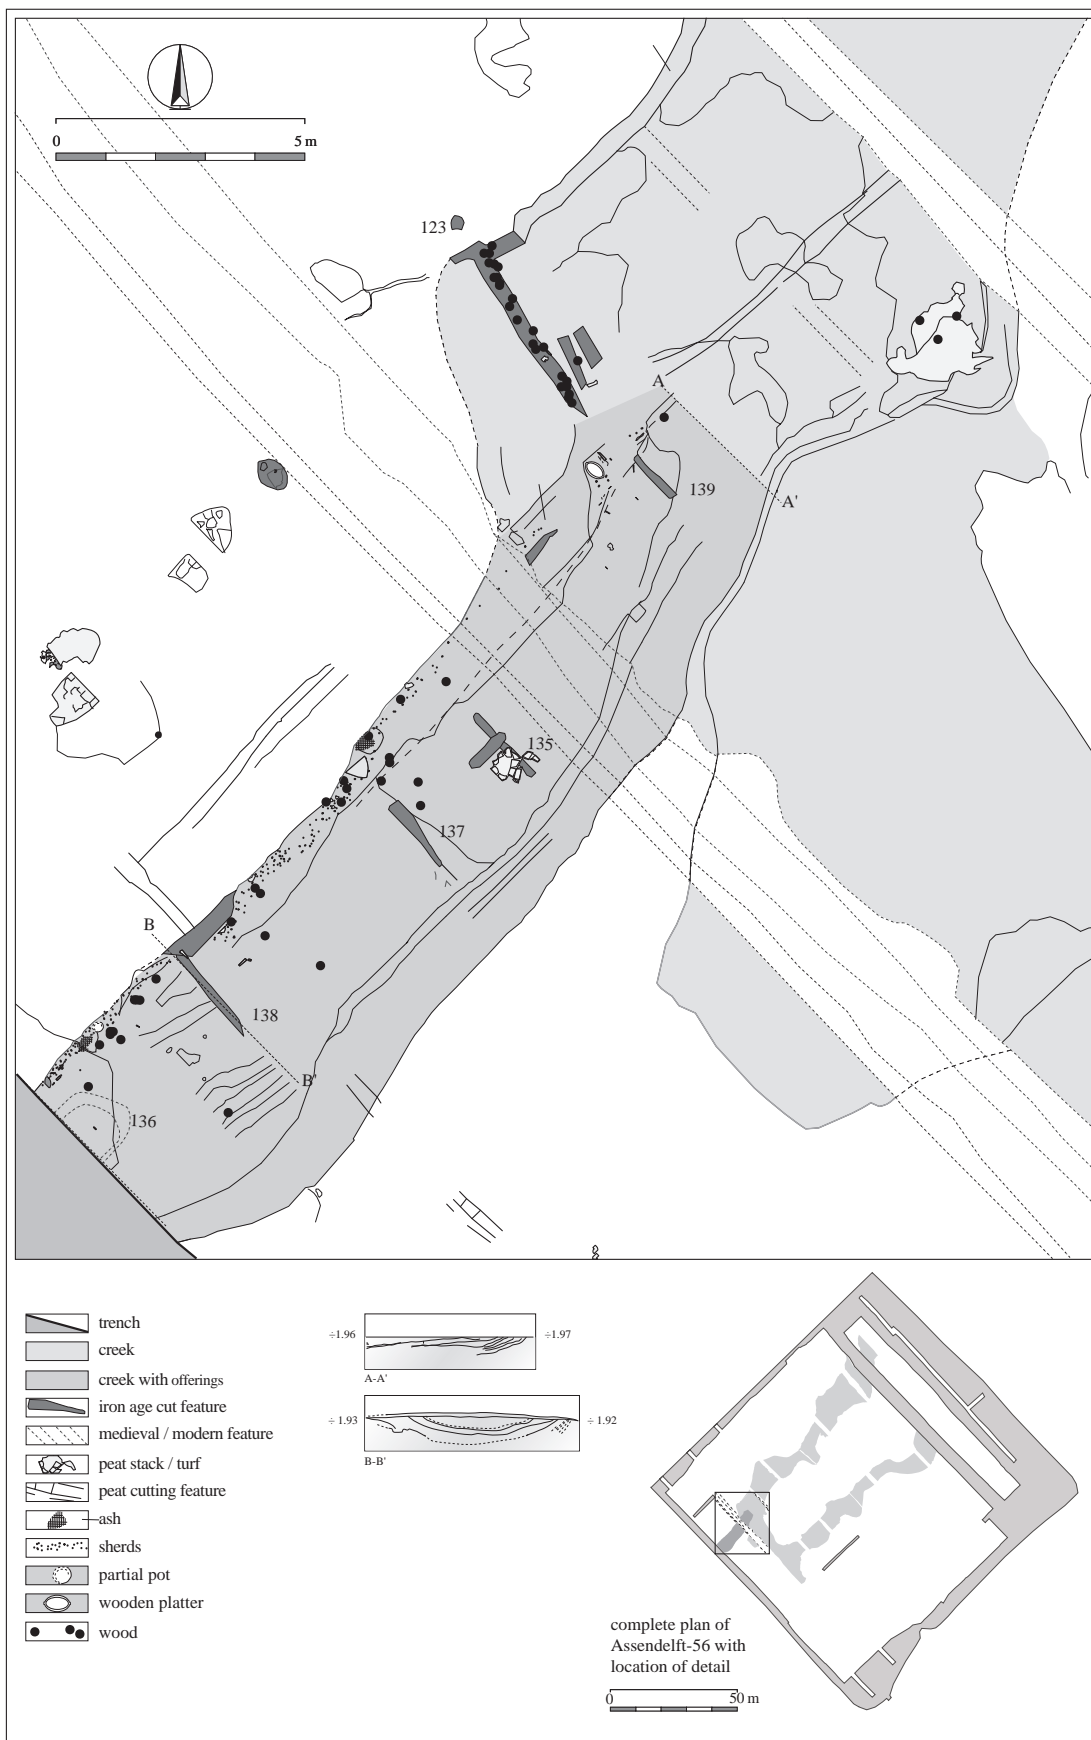 0 5 m
123
A
139
A'
135
137
B
138
B'
136
trench
creek
creek with offerings
iron age cut feature
medieval / modern feature
peat stack / turf
peat cutting feature
ash
sherds
partial pot
wooden platter
wood
÷1.96 ÷1.97
A-A'
÷1.93 ÷1.92
B-B'
complete plan of
Assendelft-56 with
location of detail
0 50 m